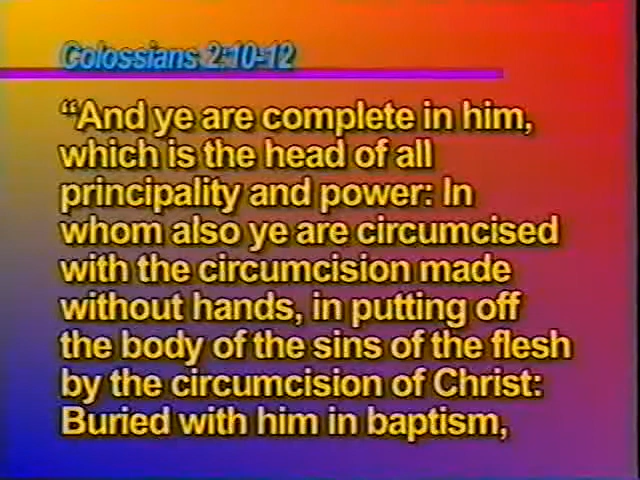 Colossians 2:10-12
“And ye are complete in him,
which is the head of all
principality and power: In
whom also ye are circumcised
with the circumcision made
without hands, in putting off
the body of the sins of the flesh
by the circumcision of Christ:
Buried with him in baptism,